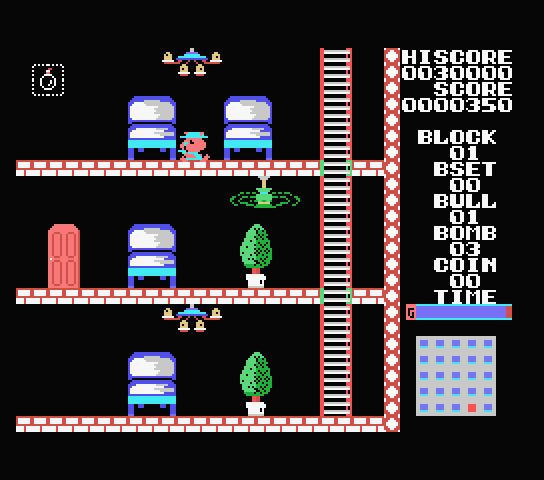 HISCORE
0030000
SCORE
0000350
BLOCK
01
BSET
00
BULL
01
BOMB
03
COIN
00
TIME
G